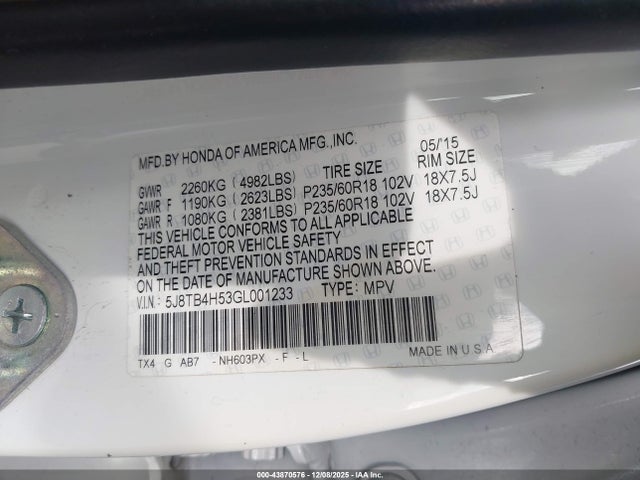 MFD.BY HONDA OF AMERICA MFG.,INC. 05/'15
TIRE SIZE RIM SIZE
GVWR 2260KG ( 4982LBS)
GAWR F 1190KG ( 2623LBS) P235/60R18 102V 18X7.5J
GAWR R 1080KG ( 2381LBS) P235/60R18 102V 18X7.5J
THIS VEHICLE CONFORMS TO ALL APPLICABLE
FEDERAL MOTOR VEHICLE SAFETY
AND THEFT PREVENTION STANDARDS IN EFFECT
ON THE DATE OF MANUFACTURE SHOWN ABOVE.
V.I.N: 5J8TB4H53GL001233 TYPE: MPV
TX4 G AB7 -NH603PX -F -L MADE IN U.S.A
000-43870576 | 12/08/2025 - IAAI.COM